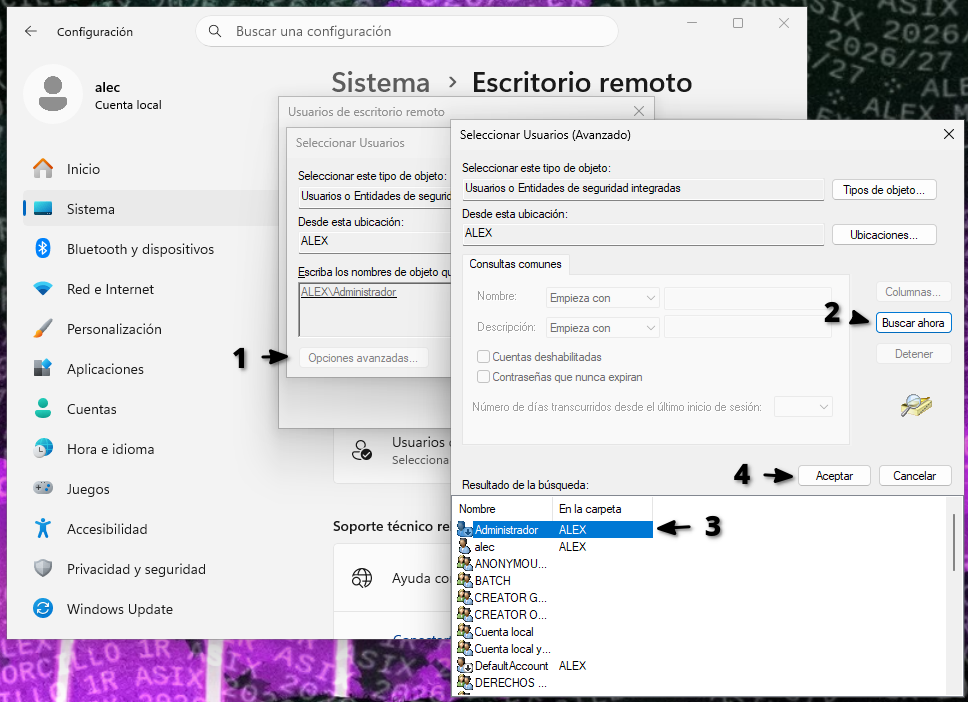 Configuración
Buscar una configuración
alec
Cuenta local
Inicio
Sistema
Bluetooth y dispositivos
Red e Internet
Personalización
Aplicaciones
Cuentas
Hora e idioma
Juegos
Accesibilidad
Privacidad y seguridad
Windows Update
Sistema > Escritorio remoto
Usuarios
Selecciona
Soporte técnico re
Ayuda co
Usuarios de escritorio remoto
Seleccionar Usuarios
Seleccionar este tipo de objeto:
Usuarios o Entidades de segurid
Desde esta ubicación:
ALEX
Escriba los nombres de objeto qu
ALEX\Administrador
1
Opciones avanzadas...
Seleccionar Usuarios (Avanzado)
Seleccionar este tipo de objeto:
Usuarios o Entidades de seguridad integradas
Tipos de objeto...
Desde esta ubicación:
ALEX
Ubicaciones...
Consultas comunes
Nombre:
Empieza con
Columnas...
2
Buscar ahora
Descripción:
Empieza con
Detener
Cuentas deshabilitadas
Contraseñas que nunca expiran
Número de días transcurridos desde el último inicio de sesión:
4
Aceptar
Cancelar
Resultado de la búsqueda:
Nombre En la carpeta
Administrador ALEX
3
alec ALEX
ANONYMOU...
BATCH
CREATOR G...
CREATOR O...
Cuenta local
Cuenta local y...
DefaultAccount ALEX
DERECHOS ...
ASIX
2026/27
ALEX
1R ASIX